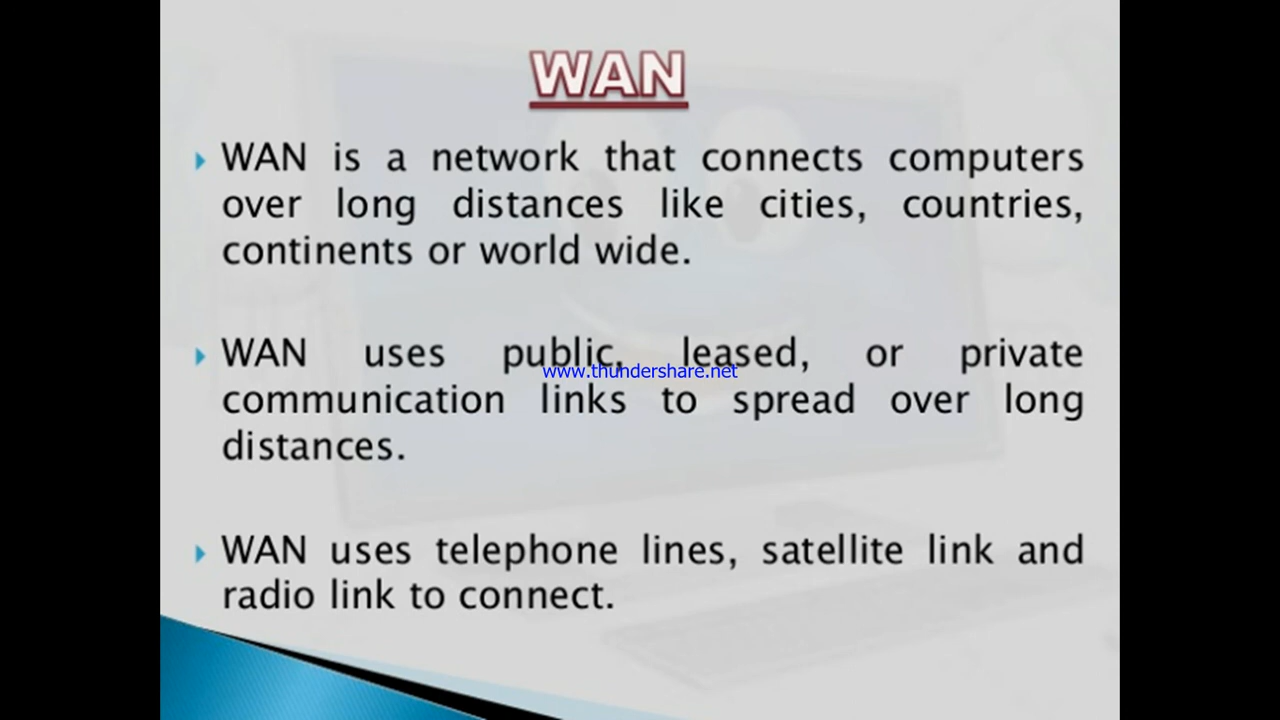 WAN
WAN is a network that connects computers
over long distances like cities, countries,
continents or world wide.
WAN uses public, leased, or private
www.thundershare.net
communication links to spread over long
distances.
WAN uses telephone lines, satellite link and
radio link to connect.